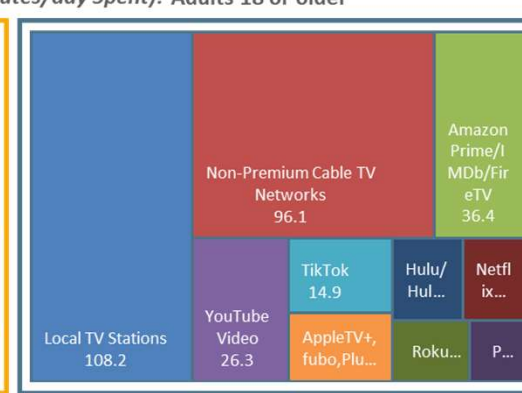 ates/day Spent): Adults 18 or older
Local TV Stations
108.2
Non-Premium Cable TV
Networks
96.1
Amazon
Prime/I
MDb/Fir
eTV
36.4
YouTube
Video
26.3
TikTok
14.9
AppleTV+,
fubo,Plu...
Hulu/
Hul...
Netfl
ix...
Roku...
P...